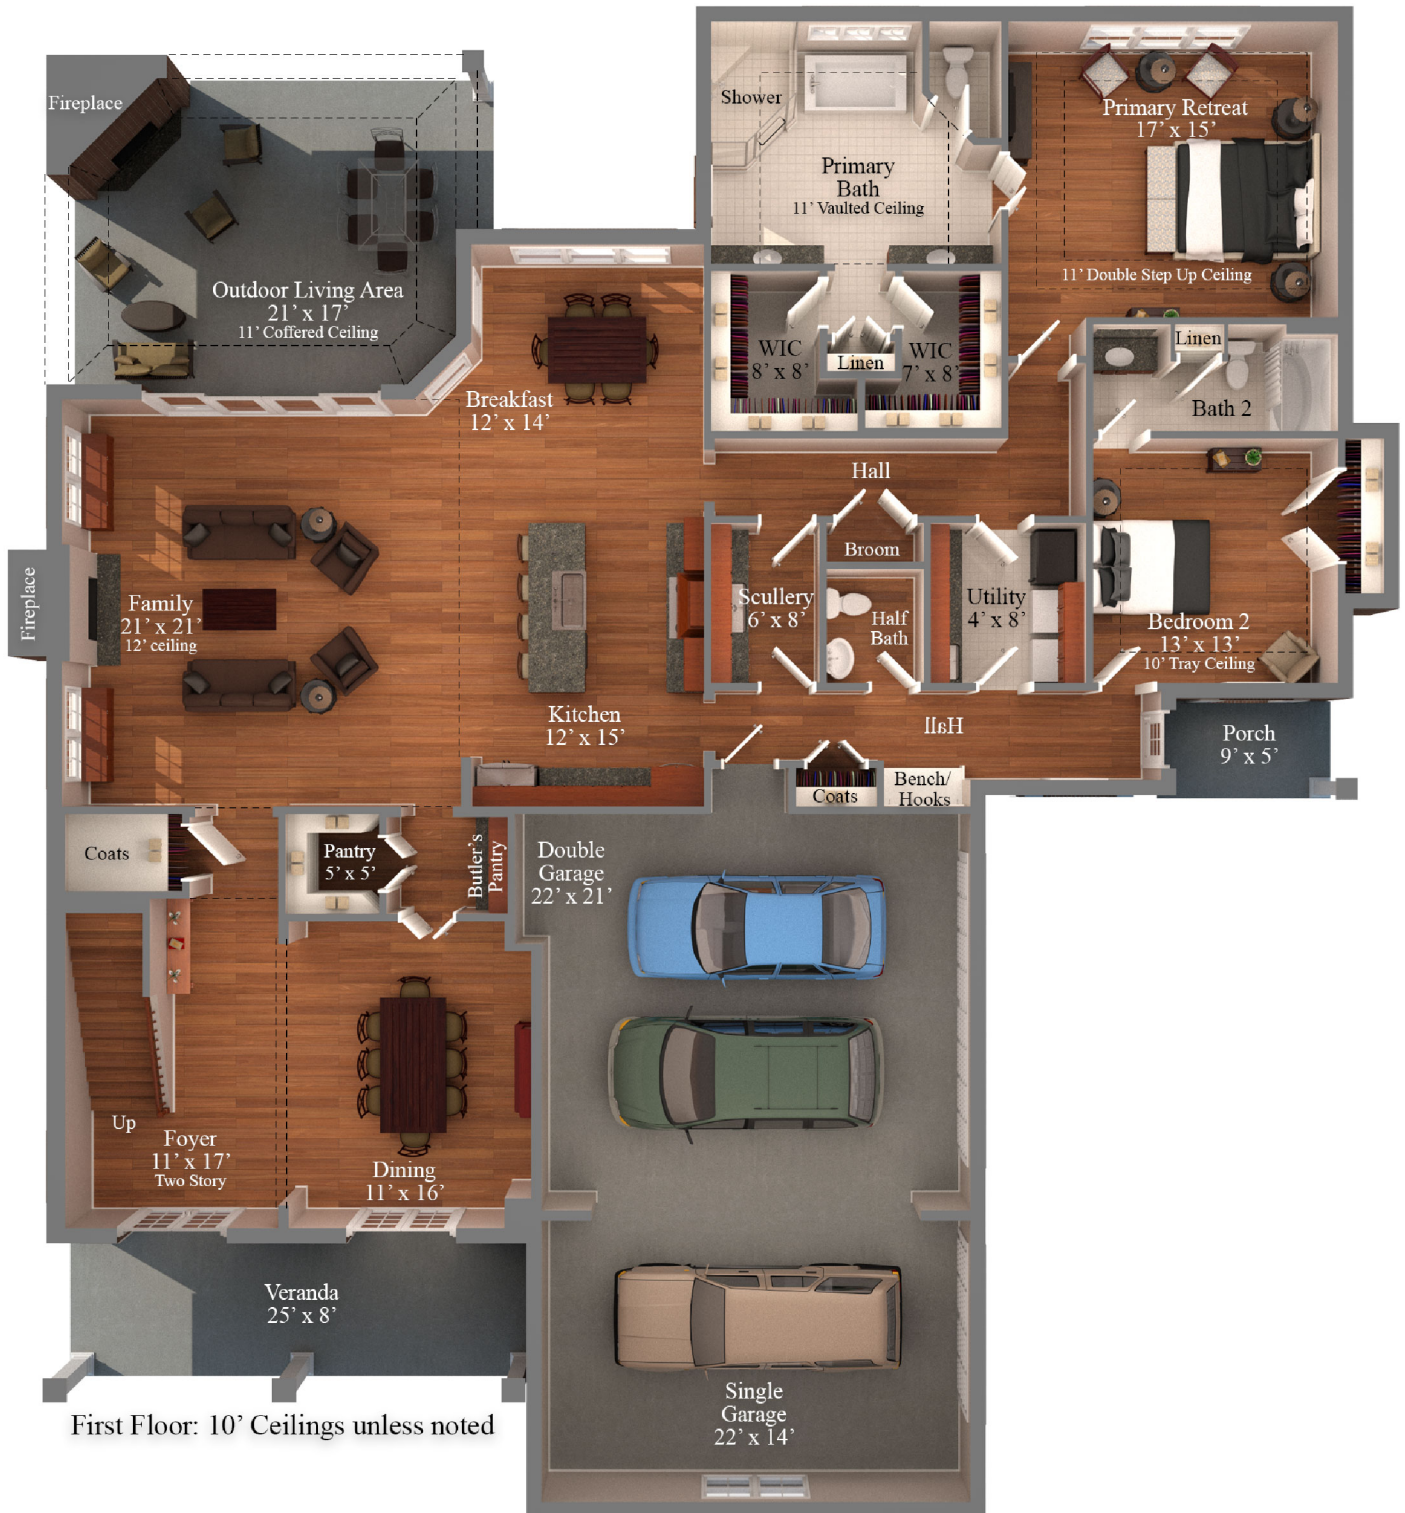 Fireplace
Shower
Primary
Bath
11’ Vaulted Ceiling
Primary Retreat
17’ x 15’
11’ Double Step Up Ceiling
Outdoor Living Area
21’ x 17’
11’ Coffered Ceiling
WIC
8’ x 8’
Linen
WIC
7’ x 8’
Linen
Bath 2
Breakfast
12’ x 14’
Hall
Broom
Fireplace
Family
21’ x 21’
12’ ceiling
Scullery
6’ x 8’
Half
Bath
Utility
4’ x 8’
Bedroom 2
13’ x 13’
10’ Tray Ceiling
Kitchen
12’ x 15’
Hall
Porch
9’ x 5’
Coats
Bench/
Hooks
Coats
Pantry
5’ x 5’
Butler’s
Pantry
Double
Garage
22’ x 21’
Up
Foyer
11’ x 17’
Two Story
Dining
11’ x 16’
Veranda
25’ x 8’
Single
Garage
22’ x 14’
First Floor: 10’ Ceilings unless noted